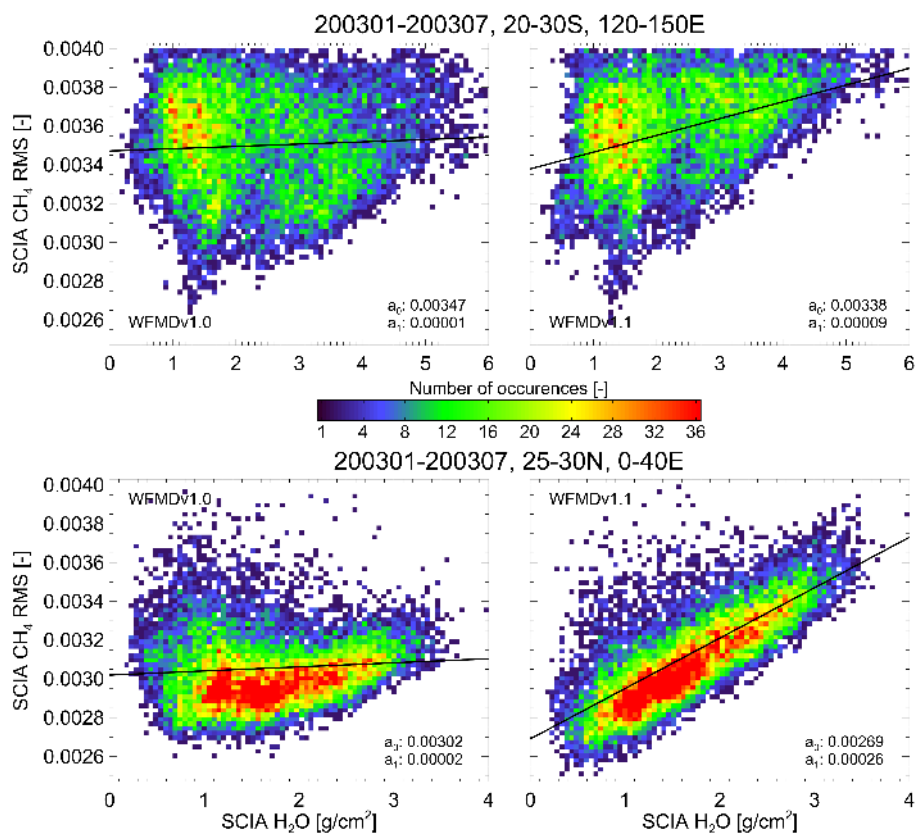 200301-200307, 20-30S, 120-150E
SCIA CH₄ RMS [-]
0.0040
0.0038
0.0036
0.0034
0.0032
0.0030
0.0028
0.0026
WFMDv1.0
a₀: 0.00347
a₁: 0.00001
0 1 2 3 4 5 6
WFMDv1.1
a₀: 0.00338
a₁: 0.00009
0 1 2 3 4 5 6
Number of occurences [-]
1 4 8 12 16 20 24 28 32 36
200301-200307, 25-30N, 0-40E
SCIA CH₄ RMS [-]
0.0040
0.0038
0.0036
0.0034
0.0032
0.0030
0.0028
0.0026
WFMDv1.0
a₀: 0.00302
a₁: 0.00002
0 1 2 3 4
SCIA H₂O [g/cm²]
WFMDv1.1
a₀: 0.00269
a₁: 0.00026
0 1 2 3 4
SCIA H₂O [g/cm²]